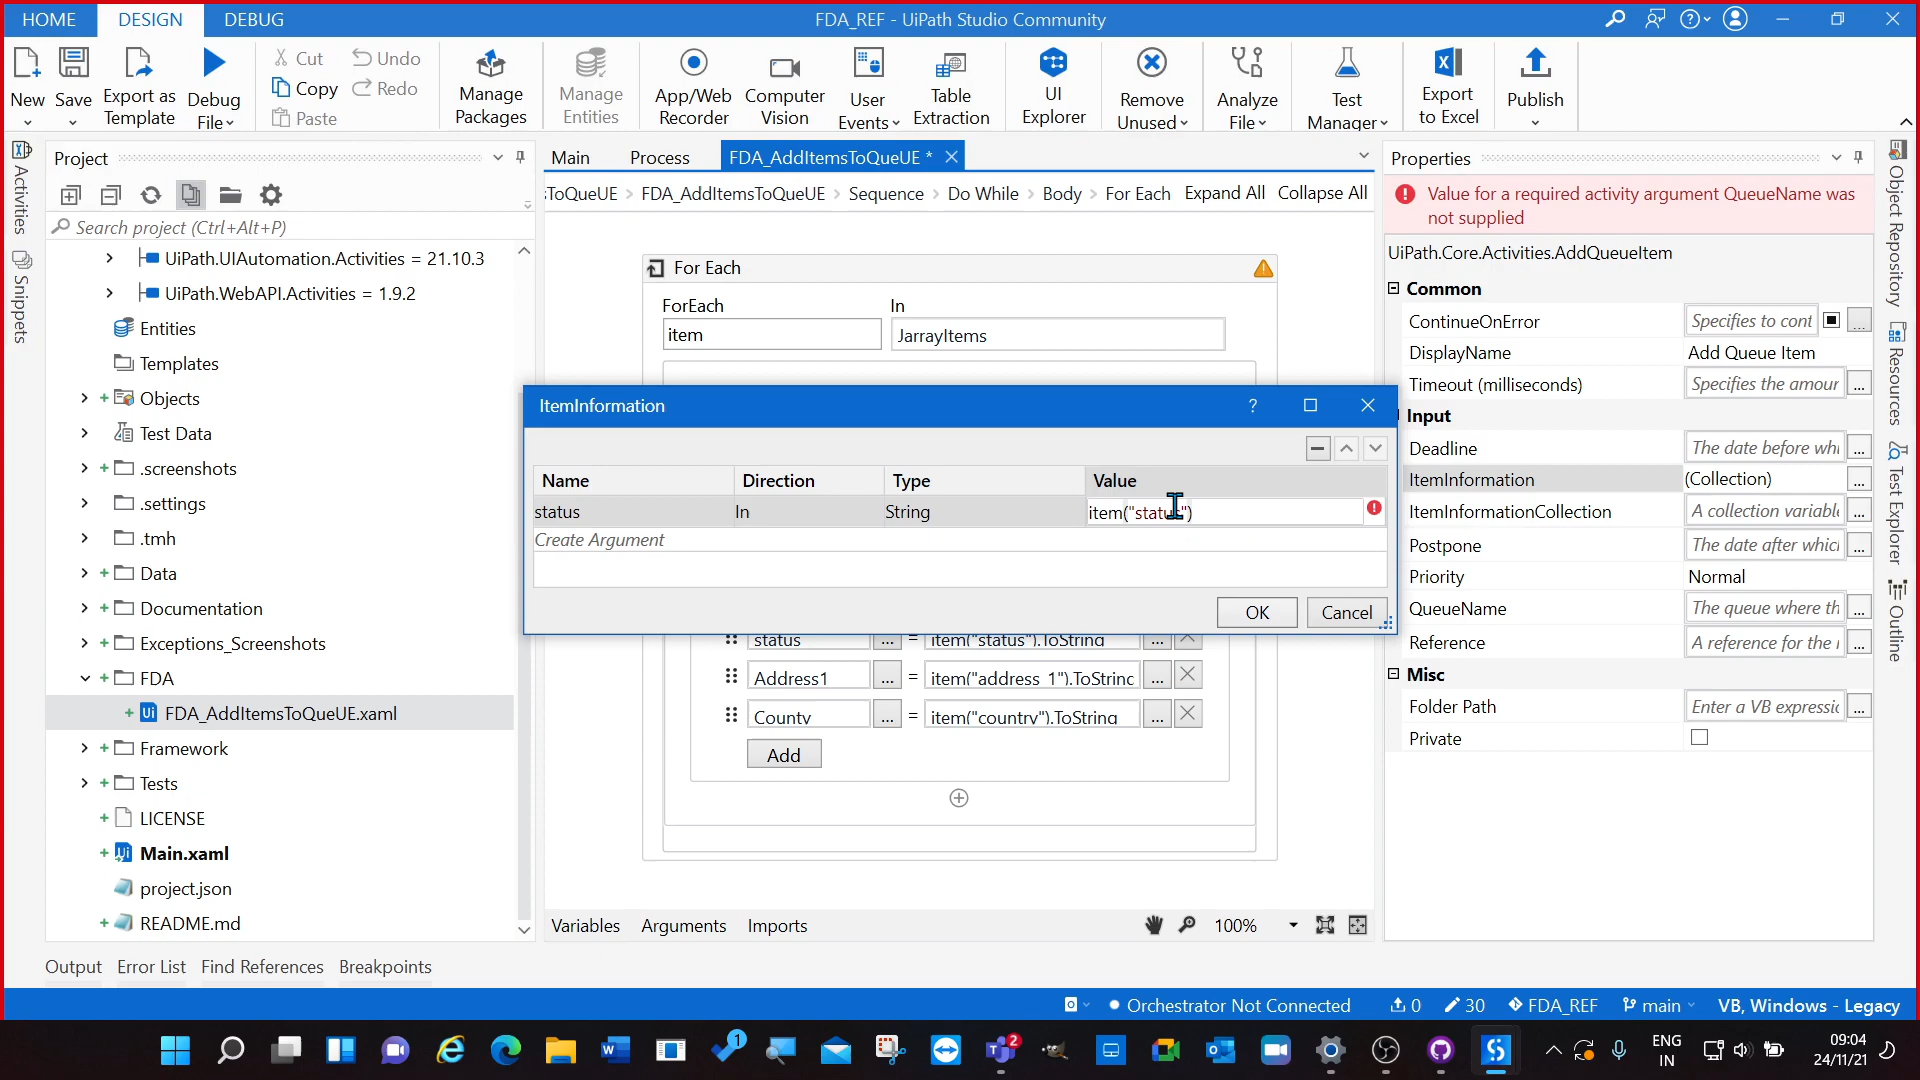 HOME DESIGN DEBUG FDA_REF - UiPath Studio Community
New Save Export as Template Debug File Cut Copy Paste Undo Redo Manage Packages Manage Entities App/Web Recorder Computer Vision User Events Table Extraction UI Explorer Remove Unused Analyze File Test Manager Export to Excel Publish
Activities
Snippets
Project
Search project (Ctrl+Alt+P)
UiPath.UIAutomation.Activities = 21.10.3
UiPath.WebAPI.Activities = 1.9.2
Entities
Templates
Objects
Test Data
.screenshots
.settings
.tmh
Data
Documentation
Exceptions_Screenshots
FDA
FDA_AddItemsToQueUE.xaml
Framework
Tests
LICENSE
Main.xaml
project.json
README.md
Main Process FDA_AddItemsToQueUE *
sToQueUE FDA_AddItemsToQueUE Sequence Do While Body For Each Expand All Collapse All
For Each
ForEach In
item JarrayItems
ItemInformation ?
Name Direction Type Value
status In String item("status")
Create Argument
OK Cancel
status ... = item("status").ToString ...
Address1 ... = item("address_1").ToString ...
County ... = item("country").ToString ...
Add
Variables Arguments Imports 100%
Properties
Value for a required activity argument QueueName was
not supplied
UiPath.Core.Activities.AddQueueItem
Common
ContinueOnError Specifies to cont ...
DisplayName Add Queue Item
Timeout (milliseconds) Specifies the amour ...
Input
Deadline The date before whi ...
ItemInformation (Collection) ...
ItemInformationCollection A collection variable ...
Postpone The date after which ...
Priority Normal
QueueName The queue where th ...
Reference A reference for the ...
Misc
Folder Path Enter a VB expressic ...
Private
Object Repository
Resources
Test Explorer
Outline
Output Error List Find References Breakpoints
Orchestrator Not Connected 0 30 FDA_REF main VB, Windows - Legacy
1 2 ENG
IN
09:04
24/11/21